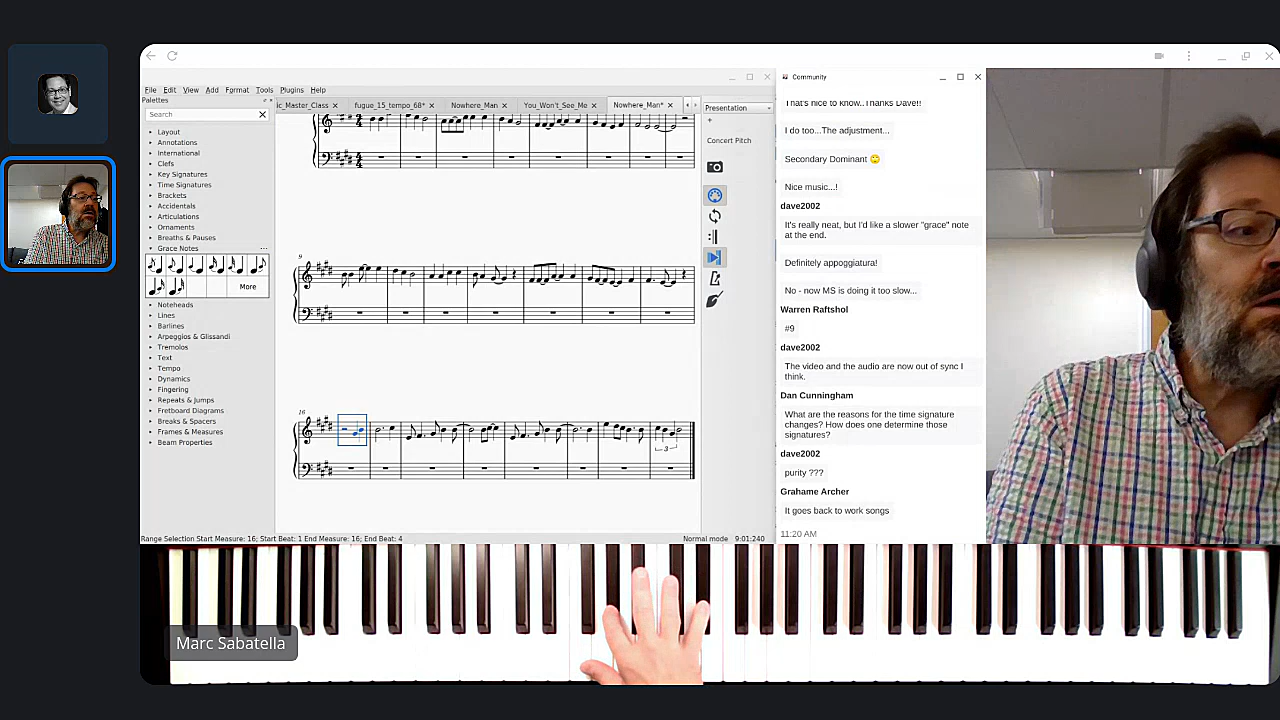 File Edit View Add Format Tools Plugins Help
Palettes
Search
Layout
Annotations
International
Clefs
Key Signatures
Time Signatures
Brackets
Accidentals
Articulations
Ornaments
Breaths & Pauses
Grace Notes
More
Noteheads
Lines
Barlines
Arpeggios & Glissandi
Tremolos
Text
Tempo
Dynamics
Fingering
Repeats & Jumps
Fretboard Diagrams
Breaks & Spacers
Frames & Measures
Beam Properties
ic_Master_Class fugue_15_tempo_68* Nowhere_Man You_Won't_See_Me Nowhere_Man*
9
16
3
Presentation
Concert Pitch
Range Selection Start Measure: 16; Start Beat: 1 End Measure: 16; End Beat: 4
Normal mode 9:01:240
Community
That's nice to know..Thanks Dave!!
I do too...The adjustment...
Secondary Dominant 🙄
Nice music...!
dave2002
It's really neat, but I'd like a slower "grace" note
at the end.
Definitely appoggiatura!
No - now MS is doing it too slow...
Warren Raftshol
#9
dave2002
The video and the audio are now out of sync I
think.
Dan Cunningham
What are the reasons for the time signature
changes? How does one determine those
signatures?
dave2002
purity ???
Grahame Archer
It goes back to work songs
11:20 AM
Marc Sabatella